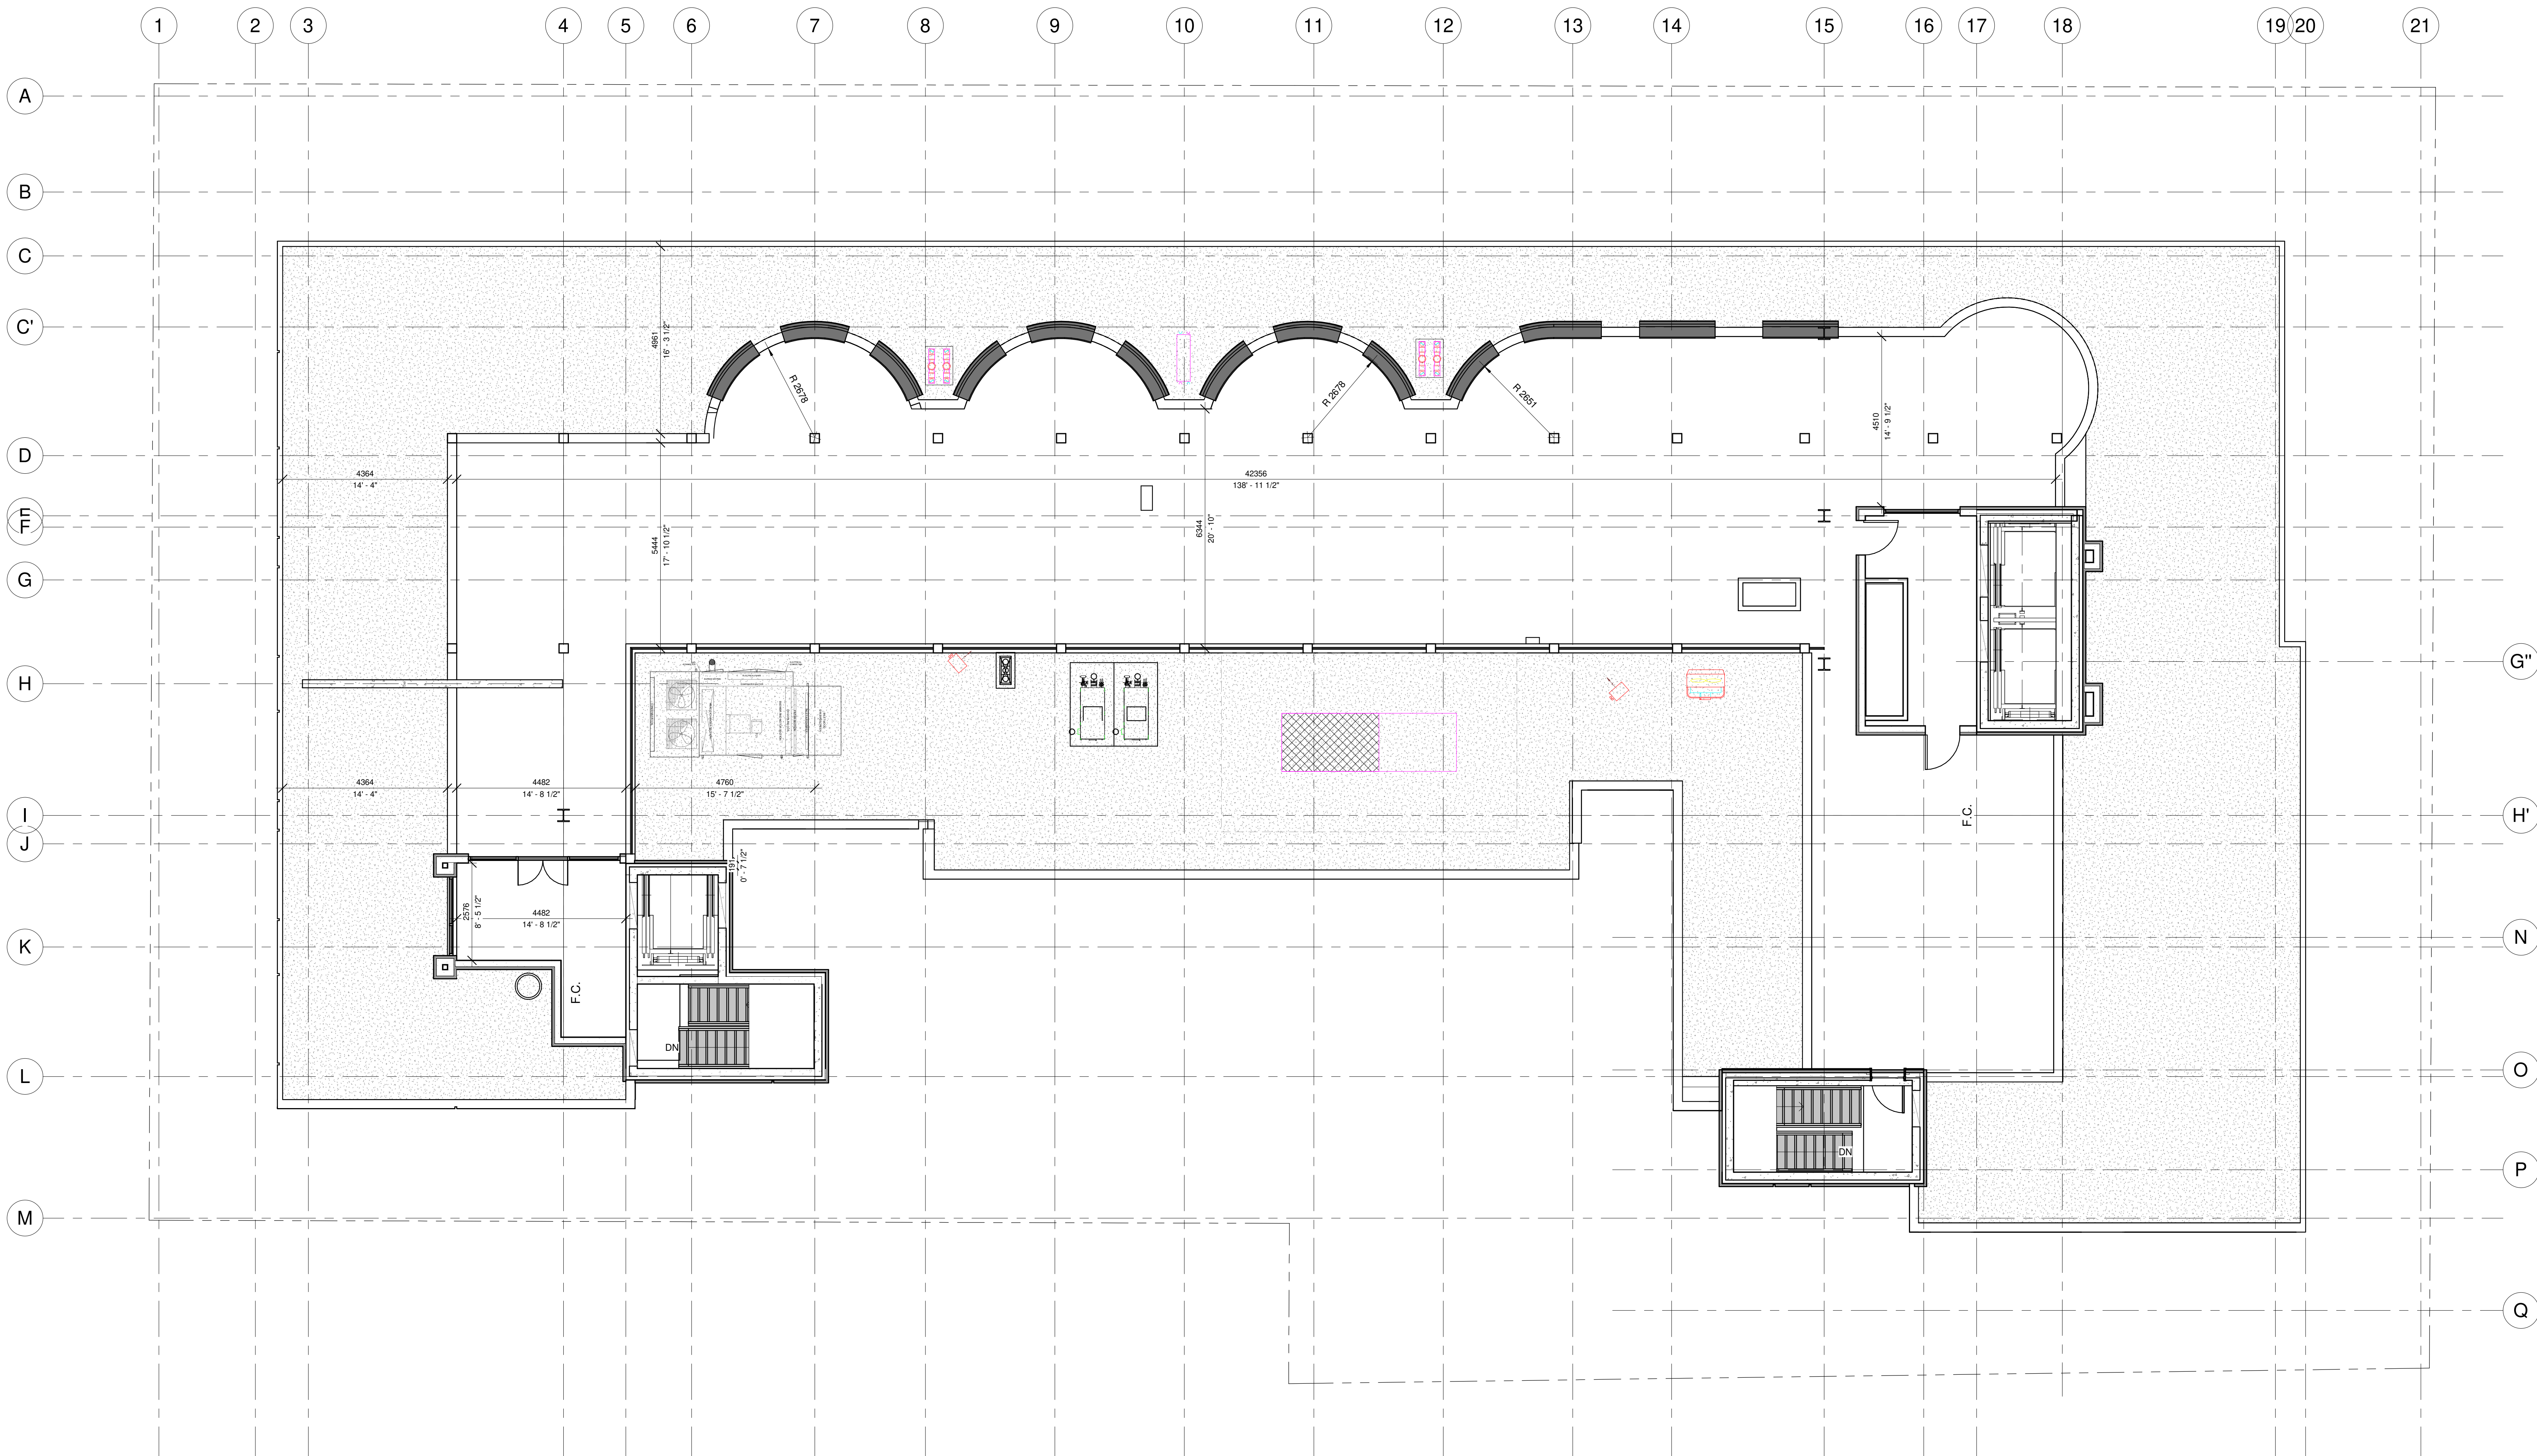 1
2
3
4
5
6
7
8
9
10
11
12
13
14
15
16
17
18
19
20
21
A
B
C
C'
D
E
F
G
H
I
J
K
L
M
G"
H'
N
O
P
Q
4961
16' - 3 1/2"
R 2678
R 2678
R 2651
4510
14' - 9 1/2"
4364
14' - 4"
42356
138' - 11 1/2"
5444
17' - 10 1/2"
6344
20' - 10"
4364
14' - 4"
4482
14' - 8 1/2"
4760
15' - 7 1/2"
191
0' - 7 1/2"
2576
8' - 5 1/2"
4482
14' - 8 1/2"
F.C.
F.C.
DN
DN